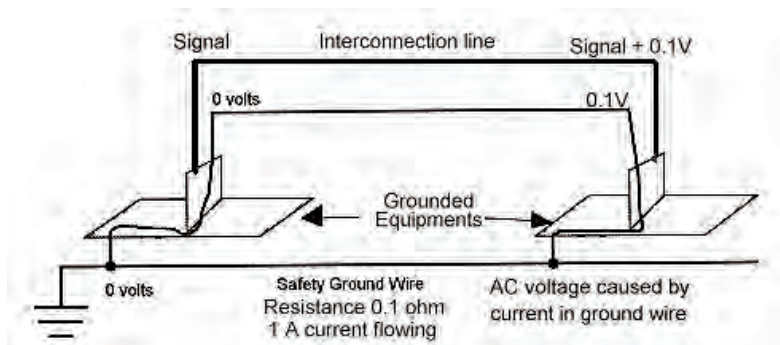 Signal
Interconnection line
Signal + 0.1V
0 volts
0.1V
Grounded
Equipments
0 volts
Safety Ground Wire
Resistance 0.1 ohm
1 A current flowing
AC voltage caused by
current in ground wire